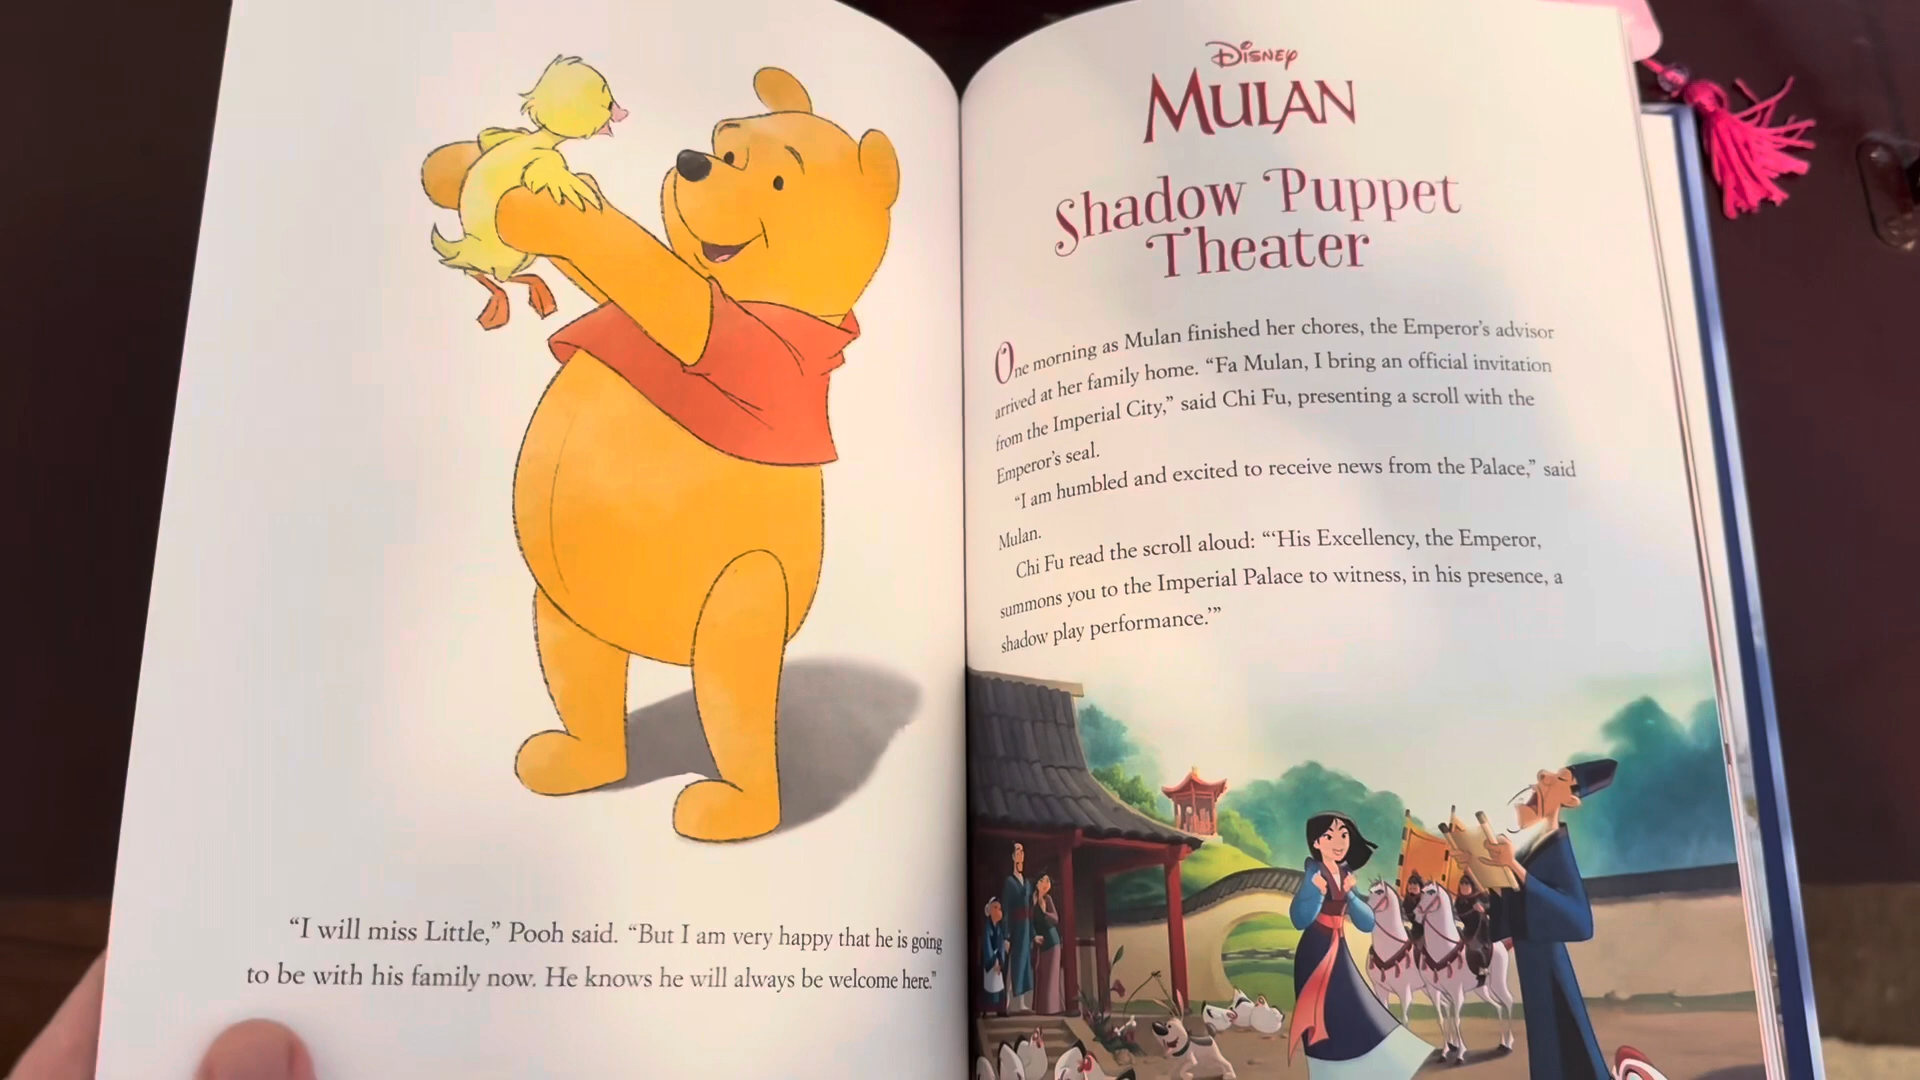 “I will miss Little,” Pooh said. “But I am very happy that he is going
to be with his family now. He knows he will always be welcome here.”
Disney
MULAN
Shadow Puppet
Theater
One morning as Mulan finished her chores, the Emperor’s advisor
arrived at her family home. “Fa Mulan, I bring an official invitation
from the Imperial City,” said Chi Fu, presenting a scroll with the
Emperor’s seal.
“I am humbled and excited to receive news from the Palace,” said
Mulan.
Chi Fu read the scroll aloud: “‘His Excellency, the Emperor,
summons you to the Imperial Palace to witness, in his presence, a
shadow play performance.’”